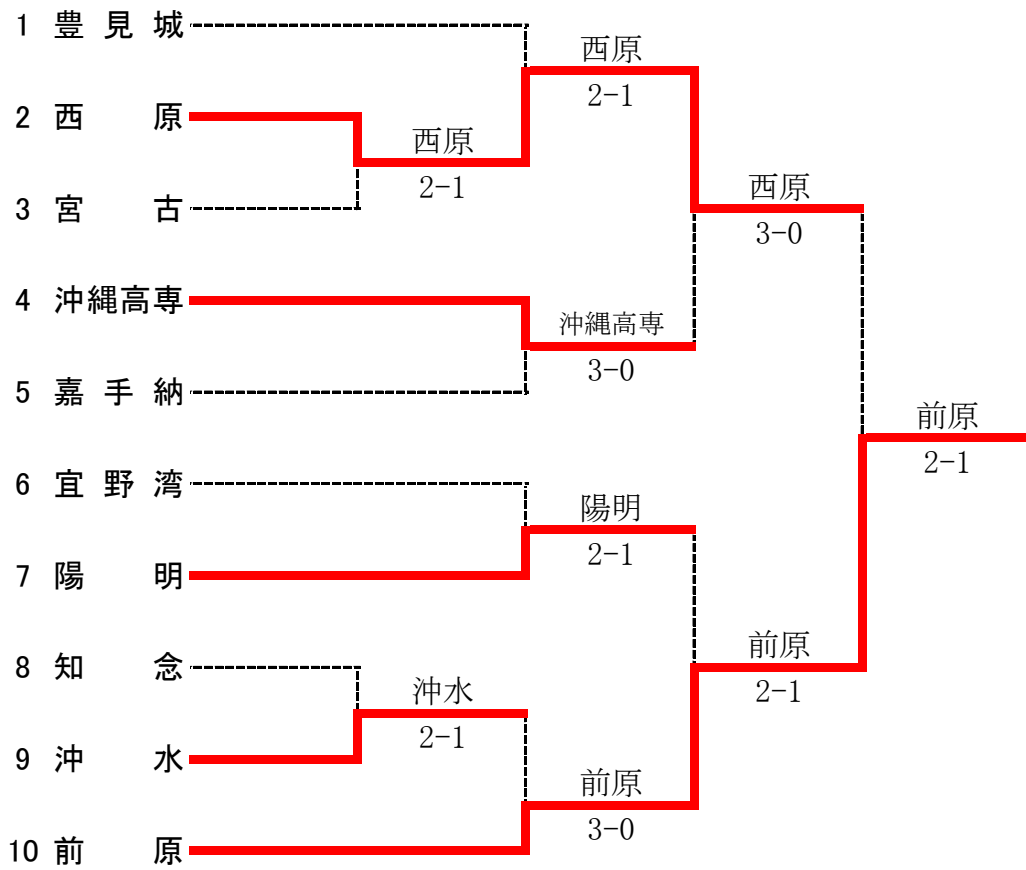 1 豊見城
2 西原
3 宮古
4 沖縄高専
5 嘉手納
6 宜野湾
7 陽明
8 知念
9 沖水
10 前原
西原
2-1
沖水
2-1
西原
2-1
沖縄高専
3-0
陽明
2-1
前原
3-0
西原
3-0
前原
2-1
前原
2-1